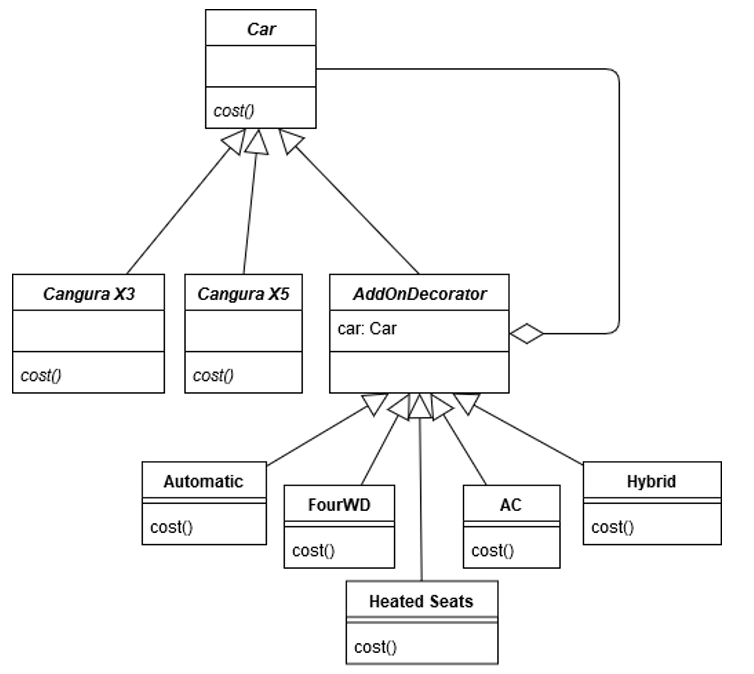 Car
cost()
Cangura X3
cost()
Cangura X5
cost()
AddOnDecorator
car: Car
Automatic
cost()
FourWD
cost()
Heated Seats
cost()
AC
cost()
Hybrid
cost()